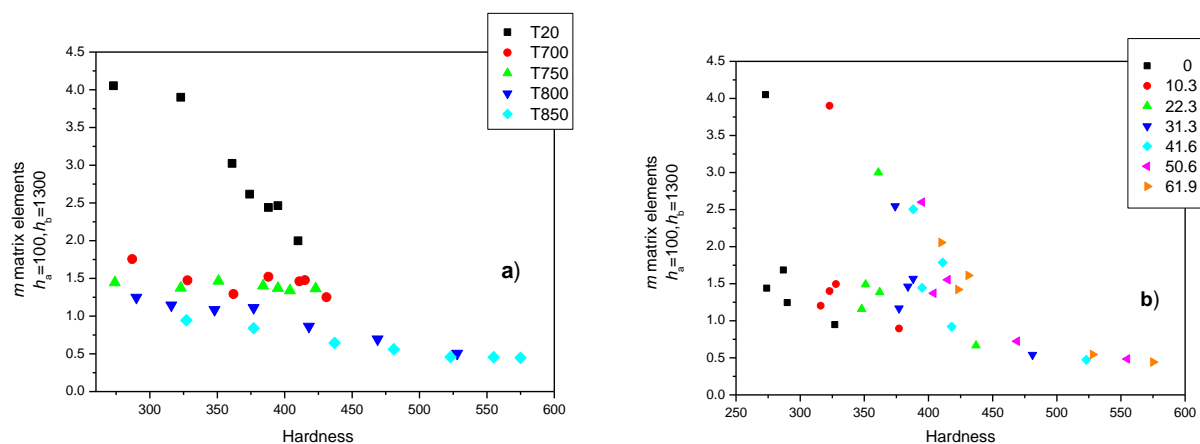 T20
T700
T750
T800
T850
4.5
4.0
3.5
3.0
2.5
2.0
1.5
1.0
0.5
0.0
m matrix elements
hₐ=100, h_b=1300
a)
300 350 400 450 500 550 600
Hardness
0
10.3
22.3
31.3
41.6
50.6
61.9
4.5
4.0
3.5
3.0
2.5
2.0
1.5
1.0
0.5
0.0
m matrix elements
hₐ=100, h_b=1300
b)
250 300 350 400 450 500 550 600
Hardness